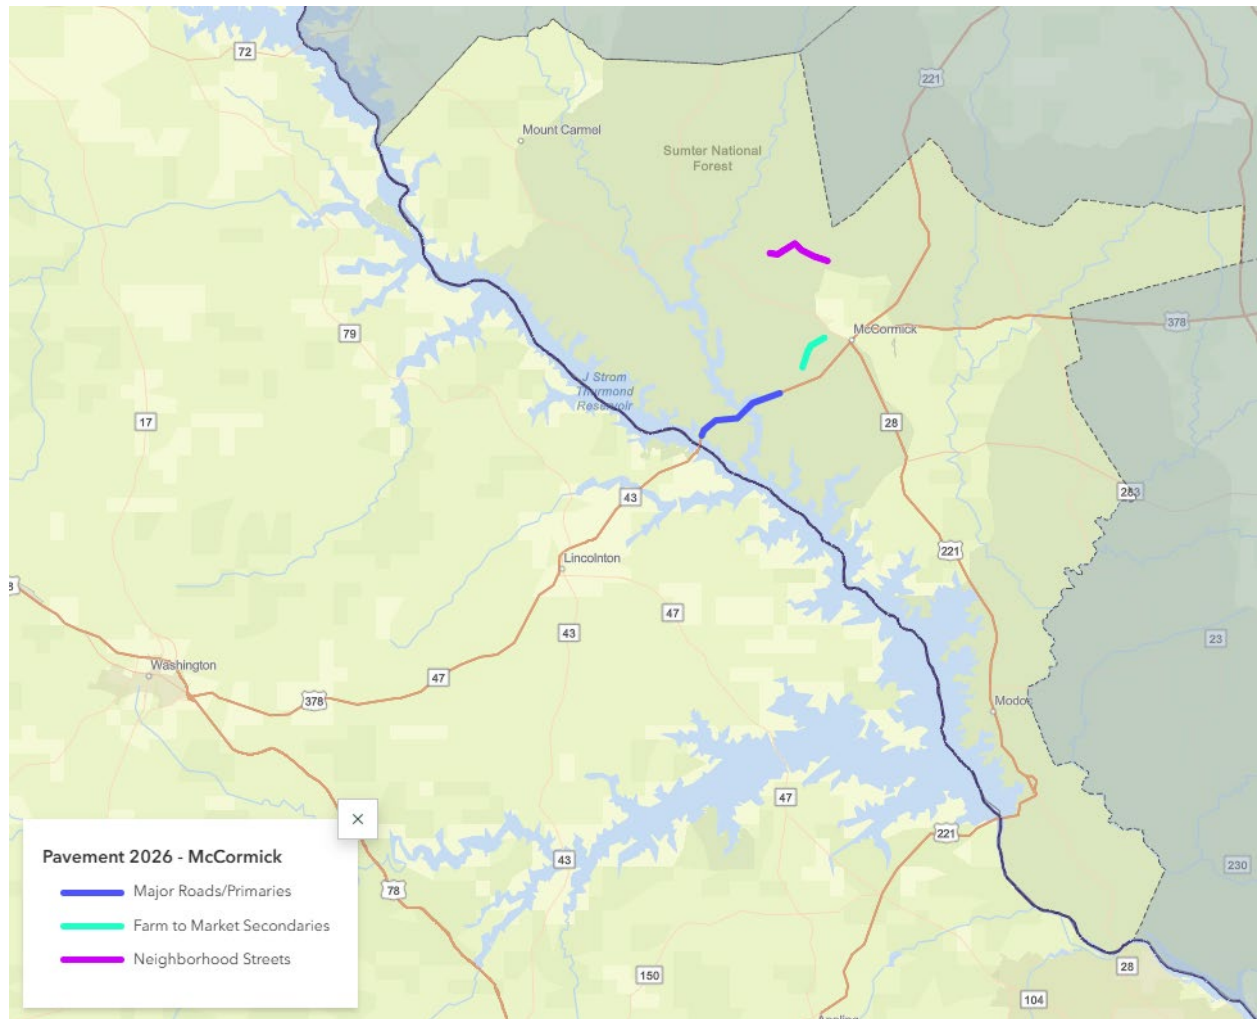 72
221
Mount Carmel
Sumter National
Forest
79
McCormick
378
J Strom
Thurmond
Reservoir
17
28
43
283
221
Lincolnton
47
43
23
Washington
47
378
Modoc
47
221
43
230
78
28
150
104
Pavement 2026 - McCormick
Major Roads/Primaries
Farm to Market Secondaries
Neighborhood Streets